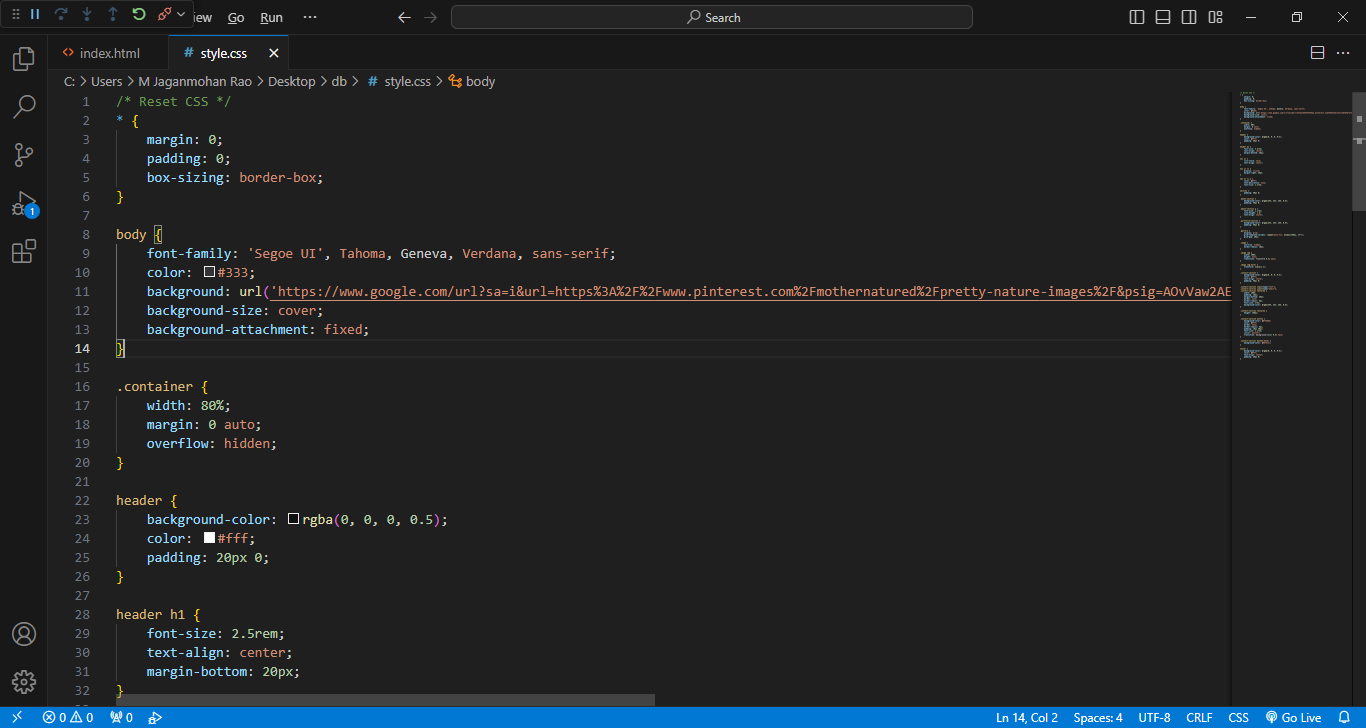 iew Go Run ···
Search
index.html
# style.css
C: > Users > M Jaganmohan Rao > Desktop > db > # style.css > body
1 /* Reset CSS */
2 * {
3 margin: 0;
4 padding: 0;
5 box-sizing: border-box;
6 }
7
8 body {
9 font-family: 'Segoe UI', Tahoma, Geneva, Verdana, sans-serif;
10 color: #333;
11 background: url('https://www.google.com/url?sa=i&url=https%3A%2F%2Fwww.pinterest.com%2Fmothernatured%2Fpretty-nature-images%2F&psig=AOvVaw2AE
12 background-size: cover;
13 background-attachment: fixed;
14 }
15
16 .container {
17 width: 80%;
18 margin: 0 auto;
19 overflow: hidden;
20 }
21
22 header {
23 background-color: rgba(0, 0, 0, 0.5);
24 color: #fff;
25 padding: 20px 0;
26 }
27
28 header h1 {
29 font-size: 2.5rem;
30 text-align: center;
31 margin-bottom: 20px;
32 }
1
0 0 0 Ln 14, Col 2 Spaces: 4 UTF-8 CRLF CSS Go Live